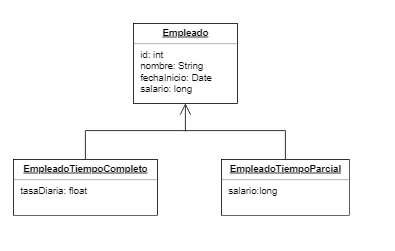 Empleado
id: int
nombre: String
fechaInicio: Date
salario: long
EmpleadoTiempoCompleto
tasaDiaria: float
EmpleadoTiempoParcial
salario:long